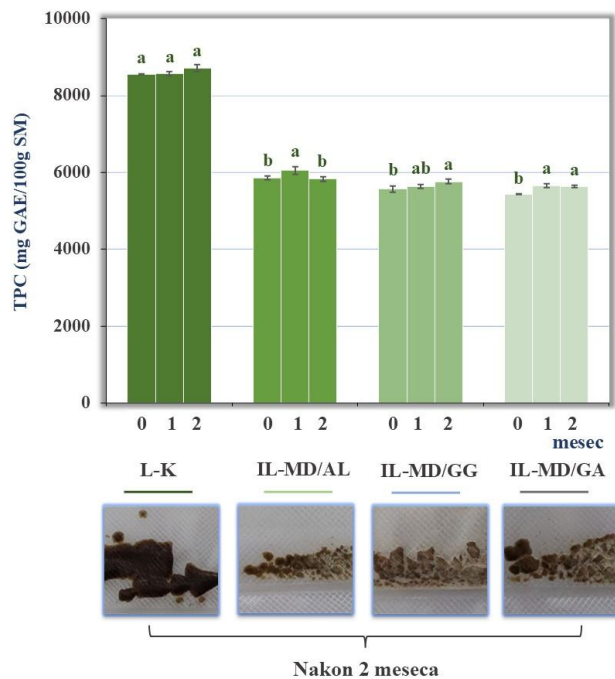 10000
8000
6000
4000
2000
0
TPC (mg GAE/100g SM)
a a a
b a b
b ab a
b a a
0 1 2 0 1 2 0 1 2 0 1 2
mesec
L-K IL-MD/AL IL-MD/GG IL-MD/GA
Nakon 2 meseca